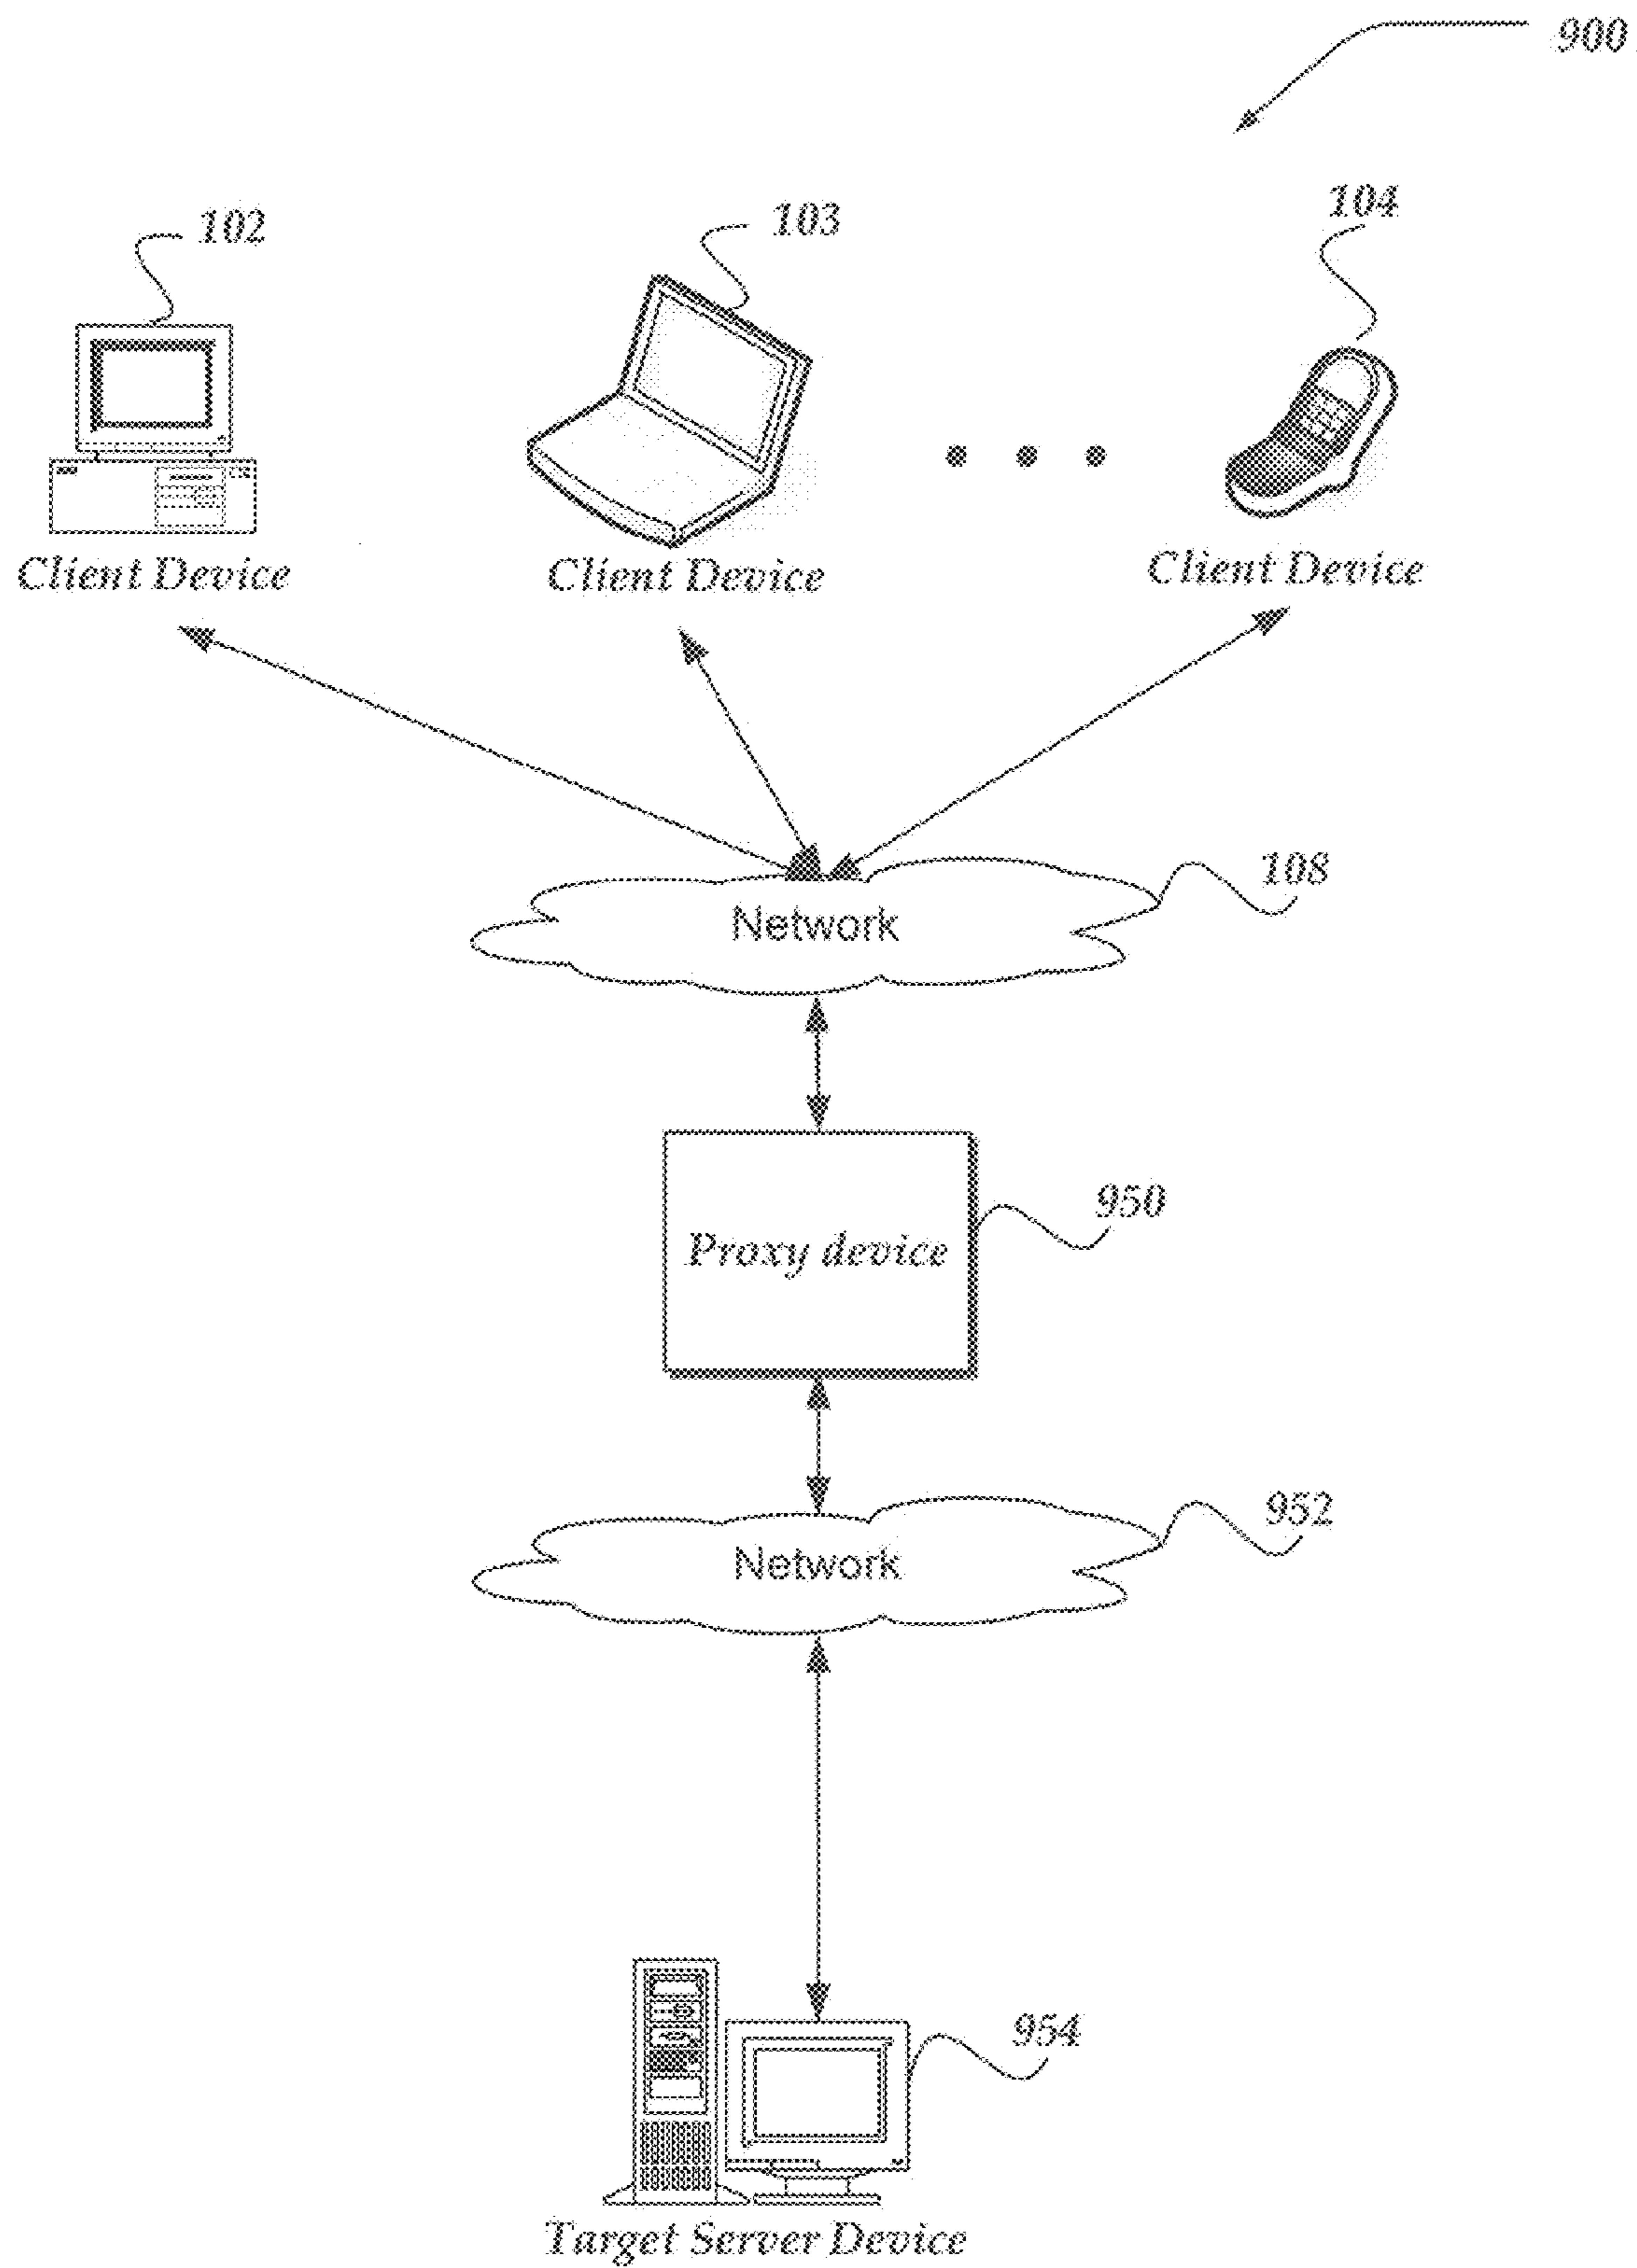 900
102
103
104
Client Device
Client Device
Client Device
108
Network
950
Proxy device
952
Network
954
Target Server Device